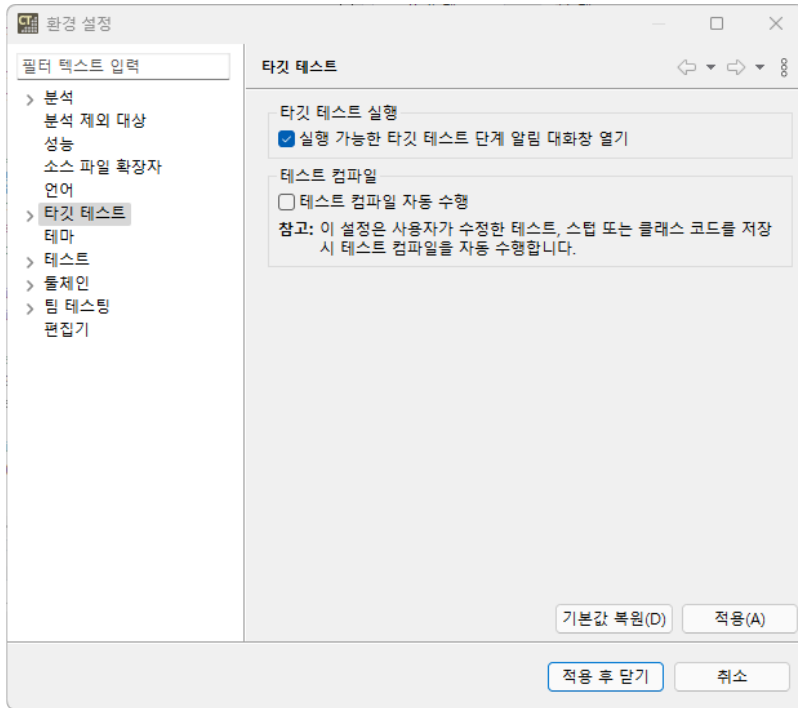 CT 환경 설정
필터 텍스트 입력
분석
분석 제외 대상
성능
소스 파일 확장자
언어
타깃 테스트
테마
테스트
툴체인
팀 테스팅
편집기
타깃 테스트
타깃 테스트 실행
실행 가능한 타깃 테스트 단계 알림 대화창 열기
테스트 컴파일
테스트 컴파일 자동 수행
참고: 이 설정은 사용자가 수정한 테스트, 스텁 또는 클래스 코드를 저장
시 테스트 컴파일을 자동 수행합니다.
기본값 복원(D) 적용(A)
적용 후 닫기 취소